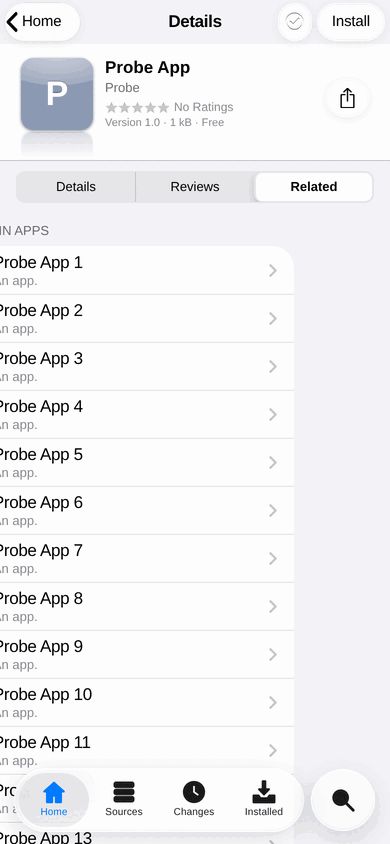 Home
Details
Install
P
Probe App
Probe
No Ratings
Version 1.0 · 1 kB · Free
Details
Reviews
Related
IN APPS
Probe App 1
An app.
Probe App 2
An app.
Probe App 3
An app.
Probe App 4
An app.
Probe App 5
An app.
Probe App 6
An app.
Probe App 7
An app.
Probe App 8
An app.
Probe App 9
An app.
Probe App 10
An app.
Probe App 11
An app.
Home
Sources
Changes
Installed
Probe App 13